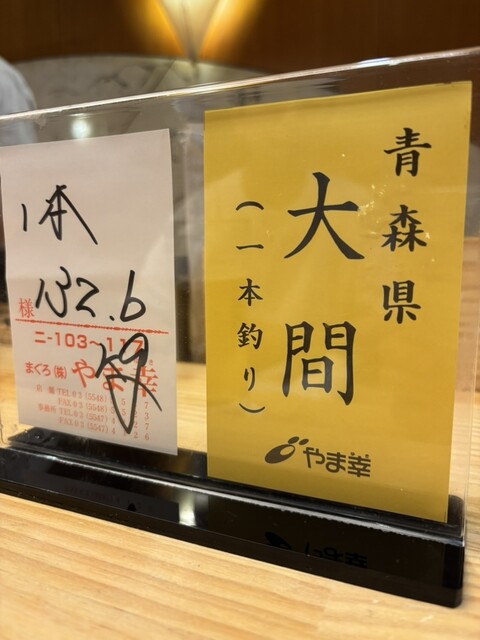 青森県
大間
(一本釣り)
やま幸
1本
132.6
kg
様
ニ-103~11
まぐろ(株)やま幸